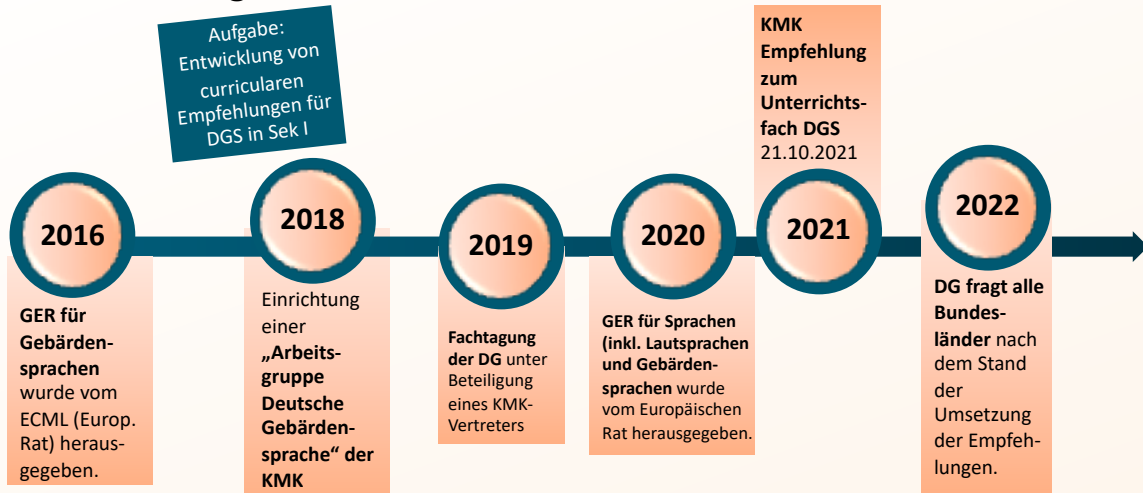 Aufgabe:
Entwicklung von
curricularen
Empfehlungen für
DGS in Sek I
KMK
Empfehlung
zum
Unterrichts-
fach DGS
21.10.2021
2016
2018
2019
2020
2021
2022
GER für
Gebärden-
sprachen
wurde vom
ECML (Europ.
Rat) heraus-
gegeben.
Einrichtung
einer
„Arbeits-
gruppe
Deutsche
Gebärden-
sprache“ der
KMK
Fachtagung
der DG unter
Beteiligung
eines KMK-
Vertreters
GER für Sprachen
(inkl. Lautsprachen
und Gebärden-
sprachen wurde
vom Europäischen
Rat herausgegeben.
DG fragt alle
Bundes-
länder nach
dem Stand
der
Umsetzung
der Empfeh-
lungen.